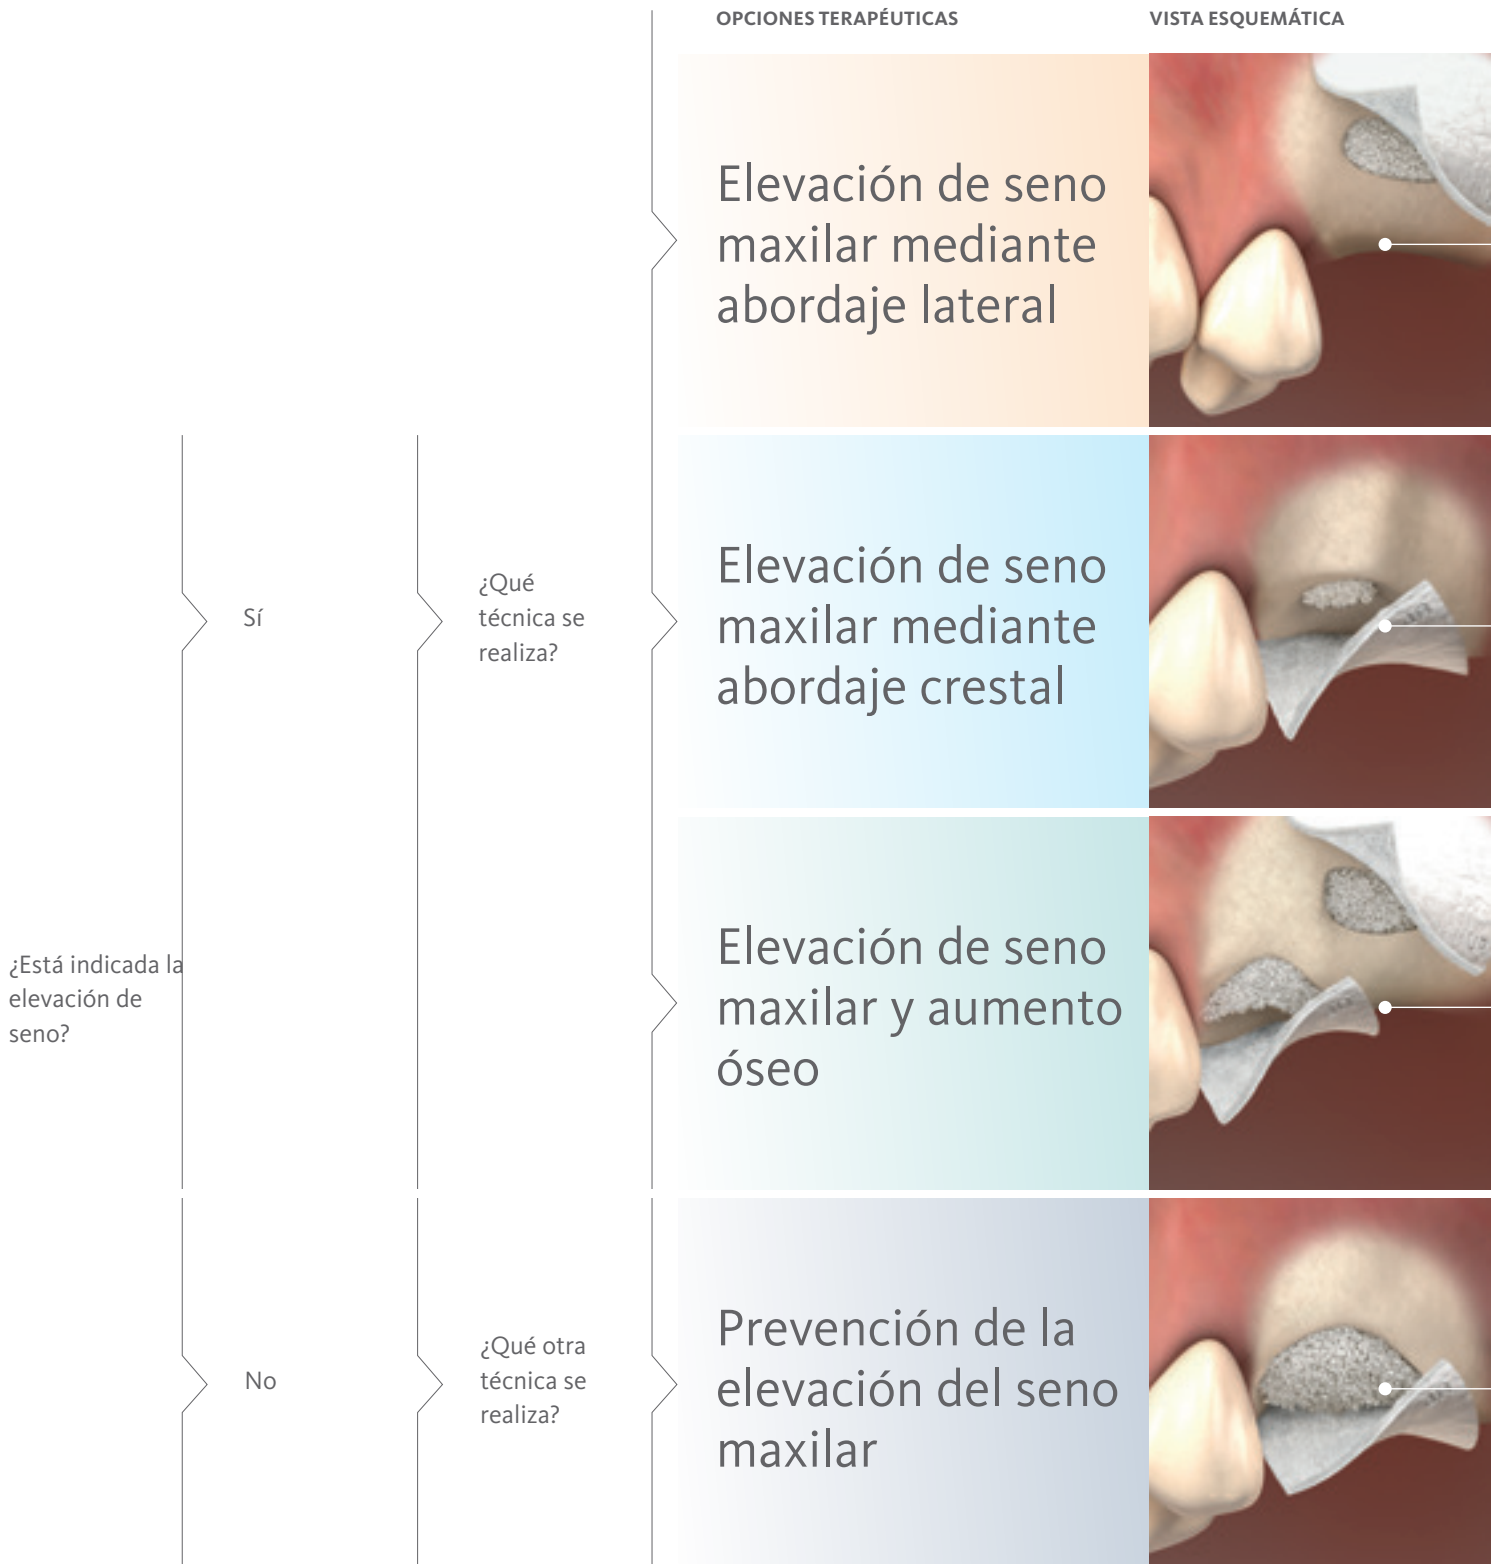 OPCIONES TERAPÉUTICAS
VISTA ESQUEMÁTICA
Elevación de seno
maxilar mediante
abordaje lateral
¿Está indicada la
elevación de
seno?
Sí
¿Qué
técnica se
realiza?
Elevación de seno
maxilar mediante
abordaje crestal
Elevación de seno
maxilar y aumento
óseo
No
¿Qué otra
técnica se
realiza?
Prevención de la
elevación del seno
maxilar